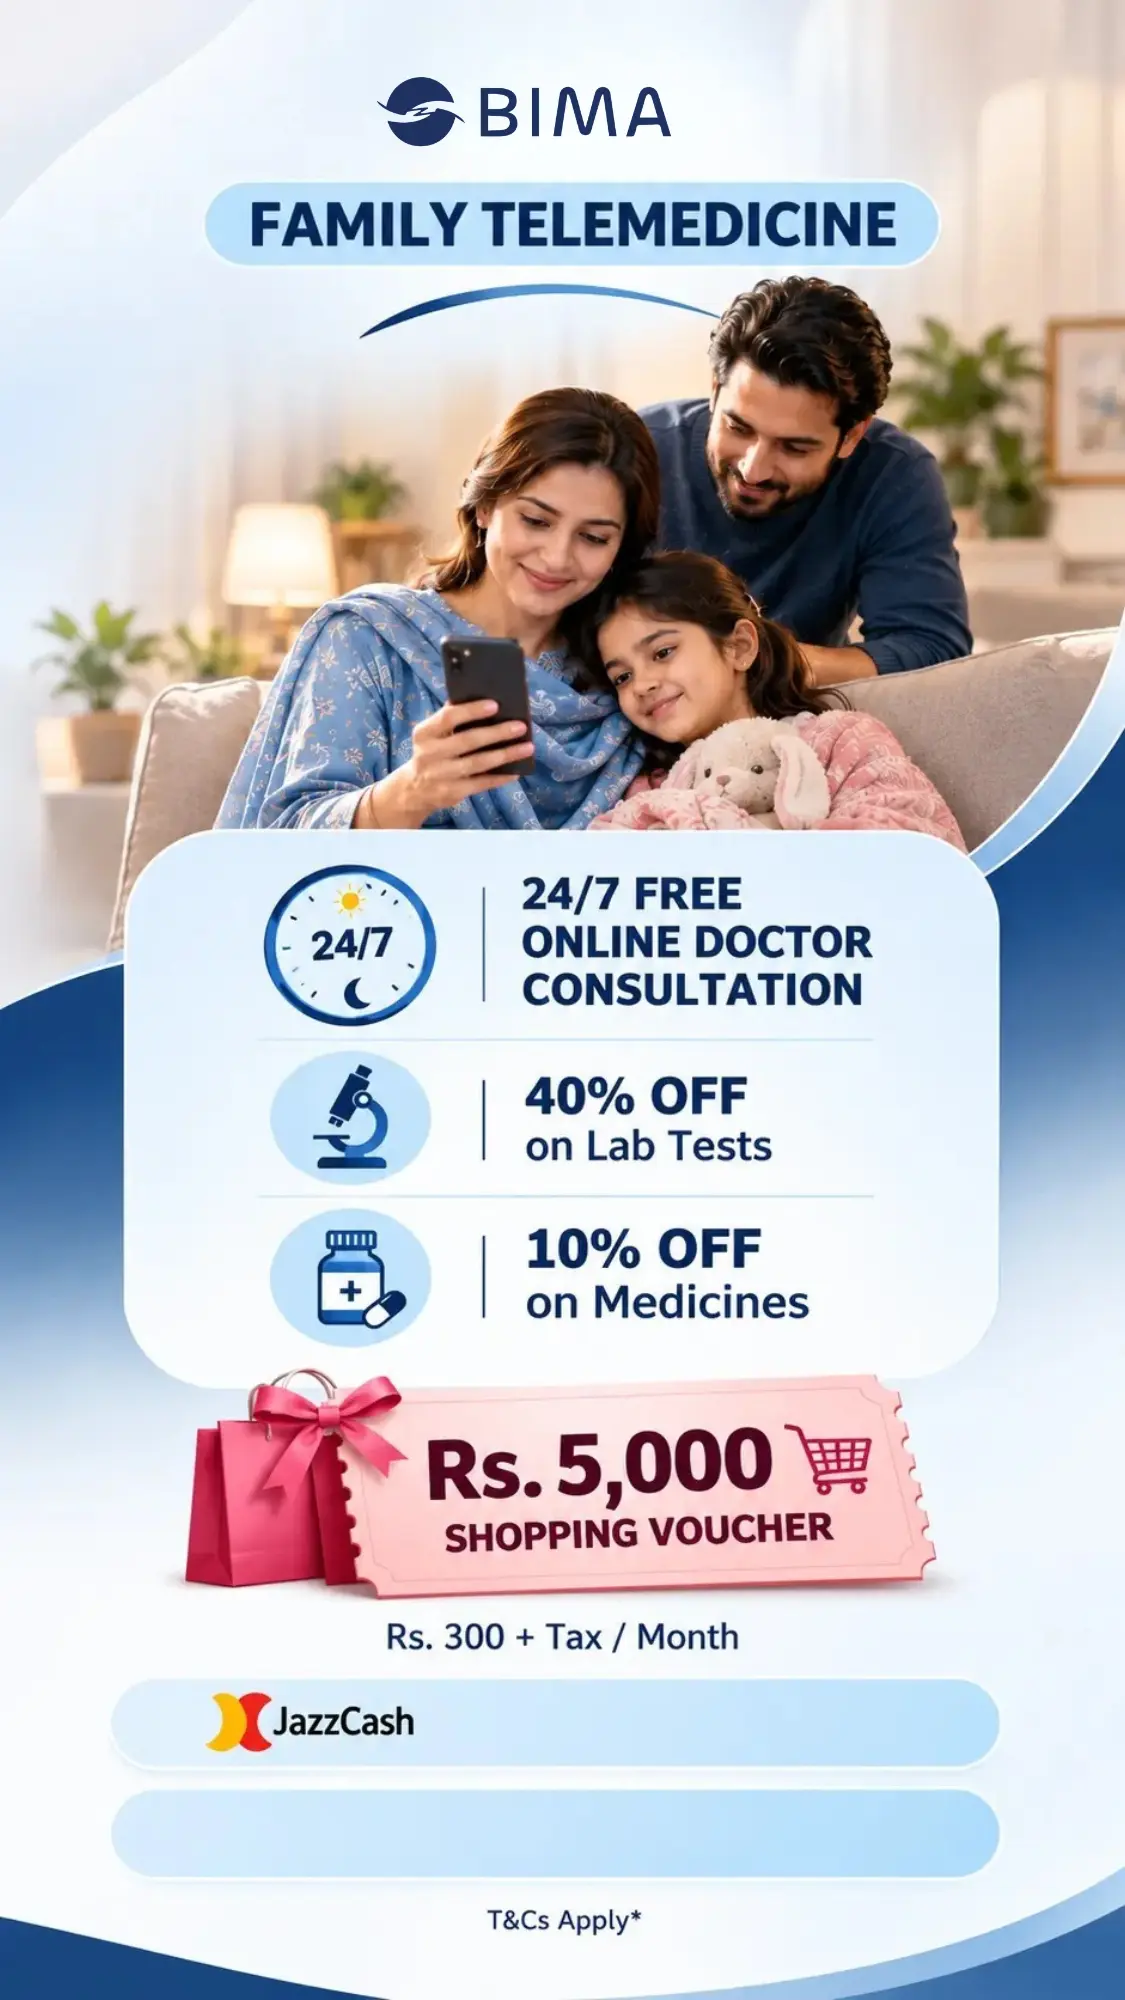 BIMA
FAMILY TELEMEDICINE
24/7
24/7 FREE
ONLINE DOCTOR
CONSULTATION
40% OFF
on Lab Tests
10% OFF
on Medicines
Rs. 5,000
SHOPPING VOUCHER
Rs. 300 + Tax / Month
JazzCash
T&Cs Apply*